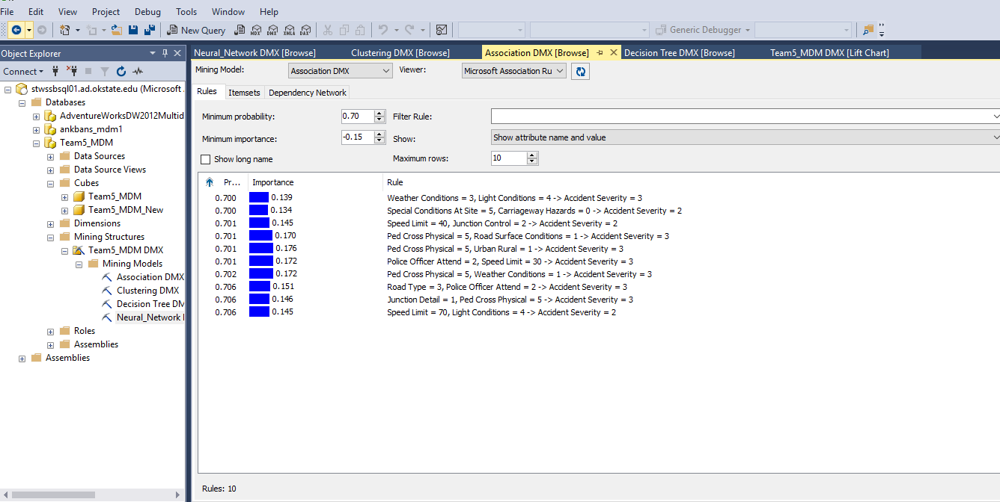 File Edit View Project Debug Tools Window Help
New Query MDX DMX XMLA DAX Generic Debugger
Object Explorer
Connect
stwssbsql01.ad.okstate.edu (Microsoft
Databases
AdventureWorksDW2012Multid
ankbans_mdm1
Team5_MDM
Data Sources
Data Source Views
Cubes
Team5_MDM
Team5_MDM_New
Dimensions
Mining Structures
Team5_MDM DMX
Mining Models
Association DMX
Clustering DMX
Decision Tree DM
Neural_Network
Roles
Assemblies
Assemblies
Neural_Network DMX [Browse] Clustering DMX [Browse] Association DMX [Browse] Decision Tree DMX [Browse] Team5_MDM DMX [Lift Chart]
Mining Model: Association DMX Viewer: Microsoft Association Ru
Rules Itemsets Dependency Network
Minimum probability: 0.70 Filter Rule:
Minimum importance: -0.15 Show: Show attribute name and value
Show long name Maximum rows: 10
Pr... Importance Rule
0.700 0.139 Weather Conditions = 3, Light Conditions = 4 -> Accident Severity = 3
0.700 0.134 Special Conditions At Site = 5, Carriageway Hazards = 0 -> Accident Severity = 2
0.701 0.145 Speed Limit = 40, Junction Control = 2 -> Accident Severity = 2
0.701 0.170 Ped Cross Physical = 5, Road Surface Conditions = 1 -> Accident Severity = 3
0.701 0.176 Ped Cross Physical = 5, Urban Rural = 1 -> Accident Severity = 3
0.701 0.172 Police Officer Attend = 2, Speed Limit = 30 -> Accident Severity = 3
0.702 0.172 Ped Cross Physical = 5, Weather Conditions = 1 -> Accident Severity = 3
0.706 0.151 Road Type = 3, Police Officer Attend = 2 -> Accident Severity = 3
0.706 0.146 Junction Detail = 1, Ped Cross Physical = 5 -> Accident Severity = 3
0.706 0.145 Speed Limit = 70, Light Conditions = 4 -> Accident Severity = 2
Rules: 10